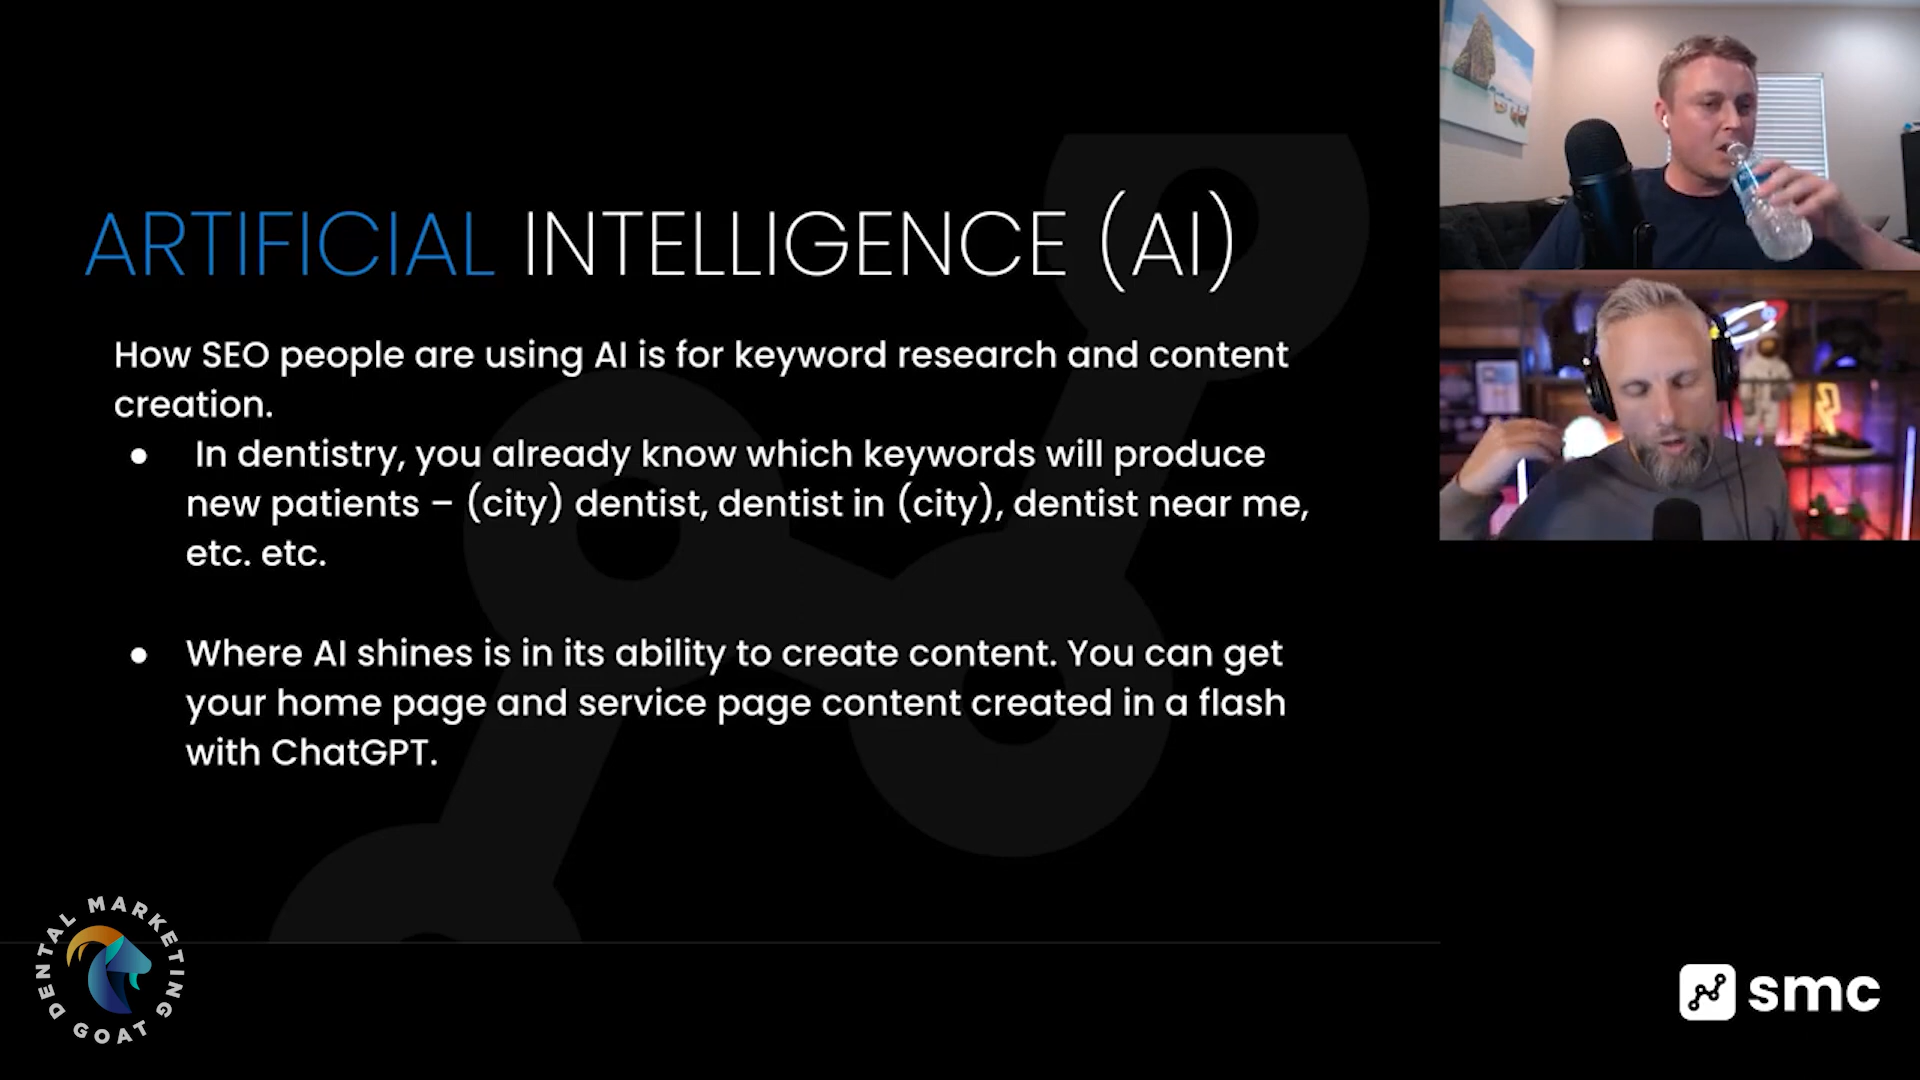 ARTIFICIAL INTELLIGENCE (AI)
How SEO people are using AI is for keyword research and content
creation.
● In dentistry, you already know which keywords will produce
new patients – (city) dentist, dentist in (city), dentist near me,
etc. etc.
● Where AI shines is in its ability to create content. You can get
your home page and service page content created in a flash
with ChatGPT.
DENTAL MARKETING GOAT
smc